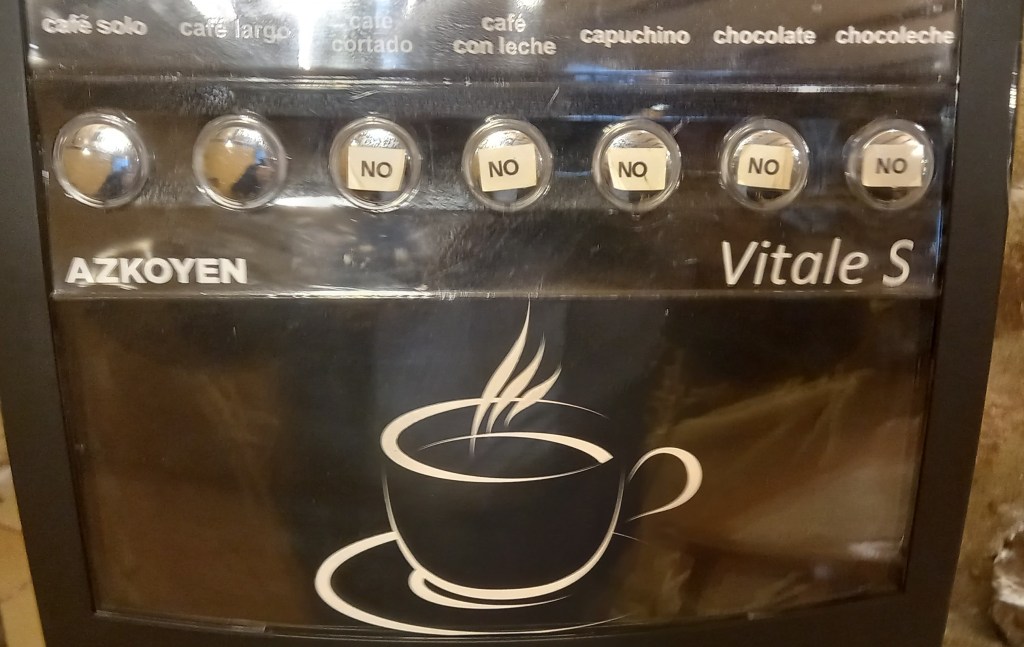 café solo
café largo
café
cortado
café
con leche
capuchino
chocolate
chocoleche
NO
NO
NO
NO
NO
AZKOYEN
Vitale S